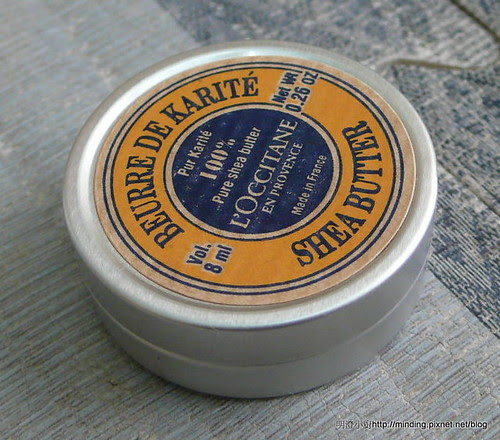 BEURRE DE KARITÉ
Net Wt
0.26 OZ
Pur Karité
100%
Pure shea butter
L'OCCITANE
EN PROVENCE
Made in France
Vol.
8 ml
SHEA BUTTER
http://minding.pixnet.net/blog